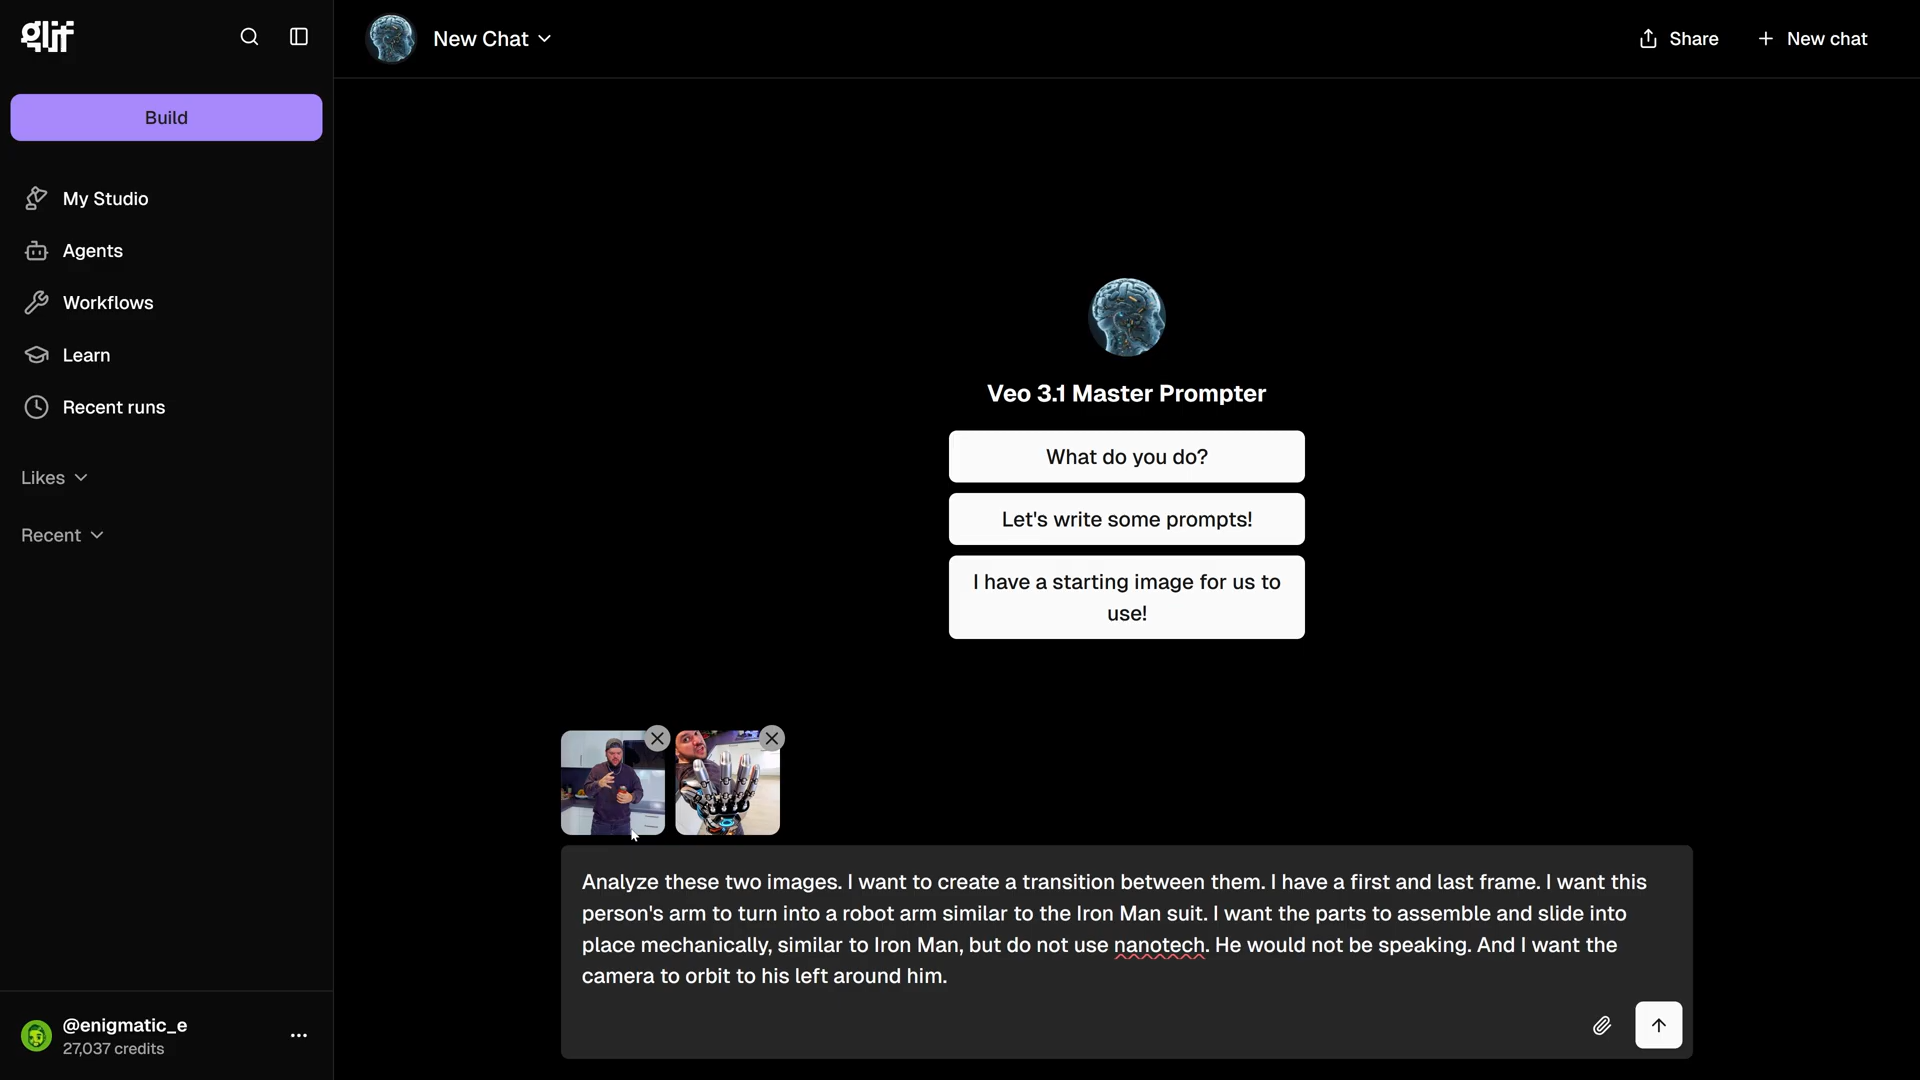 glif
New Chat
Share
New chat
Build
My Studio
Agents
Workflows
Learn
Recent runs
Likes
Recent
Veo 3.1 Master Prompter
What do you do?
Let's write some prompts!
I have a starting image for us to
use!
Analyze these two images. I want to create a transition between them. I have a first and last frame. I want this
person's arm to turn into a robot arm similar to the Iron Man suit. I want the parts to assemble and slide into
place mechanically, similar to Iron Man, but do not use nanotech. He would not be speaking. And I want the
camera to orbit to his left around him.
@enigmatic_e
27,037 credits